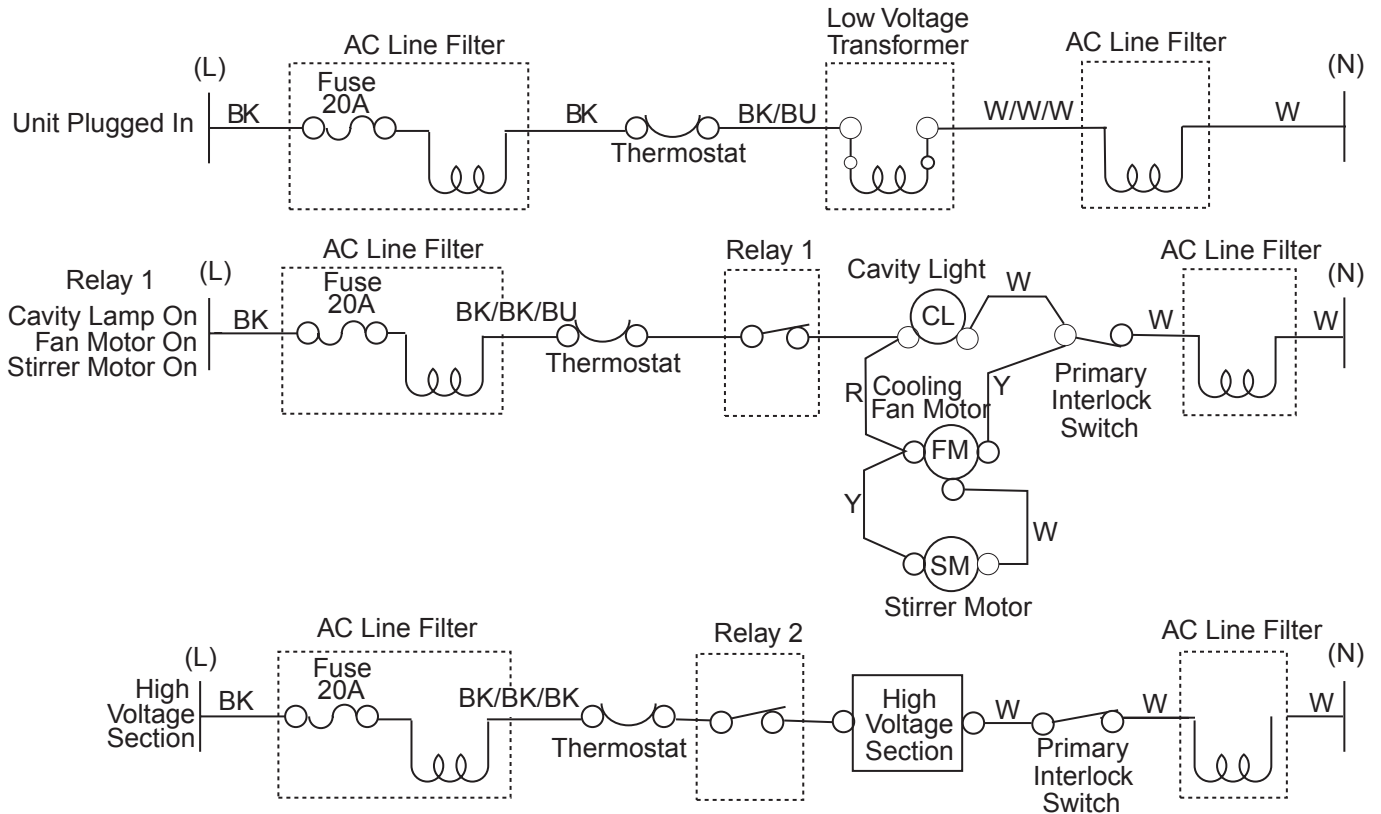 Low Voltage
Transformer
AC Line Filter
AC Line Filter
(L)
(N)
Fuse
20A
Unit Plugged In
BK
BK
BK/BU
W/W/W
W
Thermostat
AC Line Filter
Relay 1
AC Line Filter
Relay 1
(L)
Cavity Light
(N)
Fuse
20A
Cavity Lamp On
Fan Motor On
Stirrer Motor On
BK
BK/BK/BU
Thermostat
CL
W
W
W
R
Cooling
Fan Motor
Y
Primary
Interlock
Switch
FM
Y
W
SM
Stirrer Motor
AC Line Filter
Relay 2
AC Line Filter
(L)
(N)
High
Voltage
Section
Fuse
20A
BK
BK/BK/BK
Thermostat
High
Voltage
Section
W
W
W
Primary
Interlock
Switch